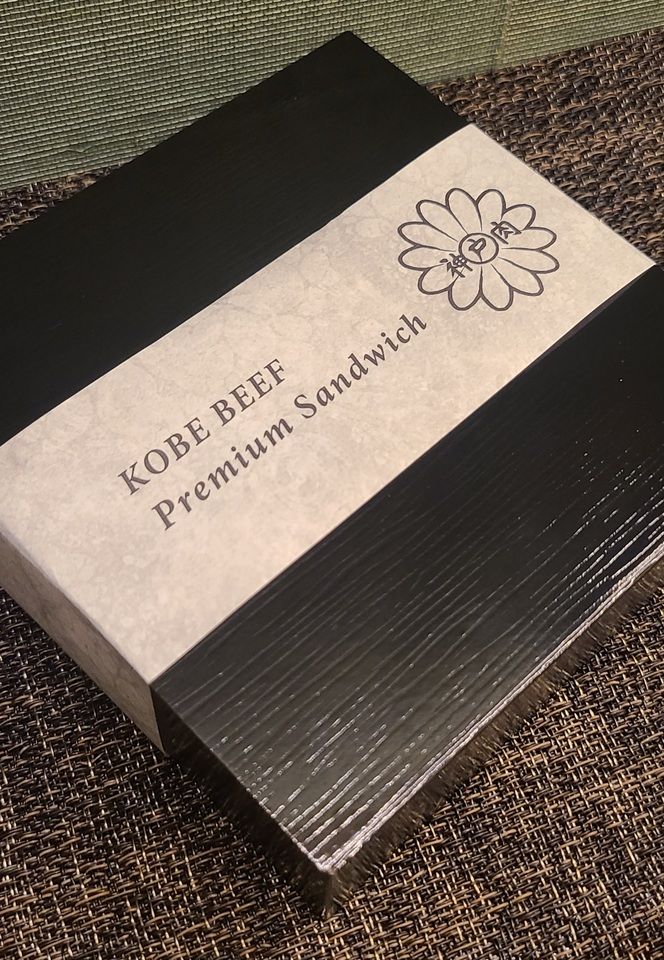 神戸肉
KOBE BEEF
Premium Sandwich